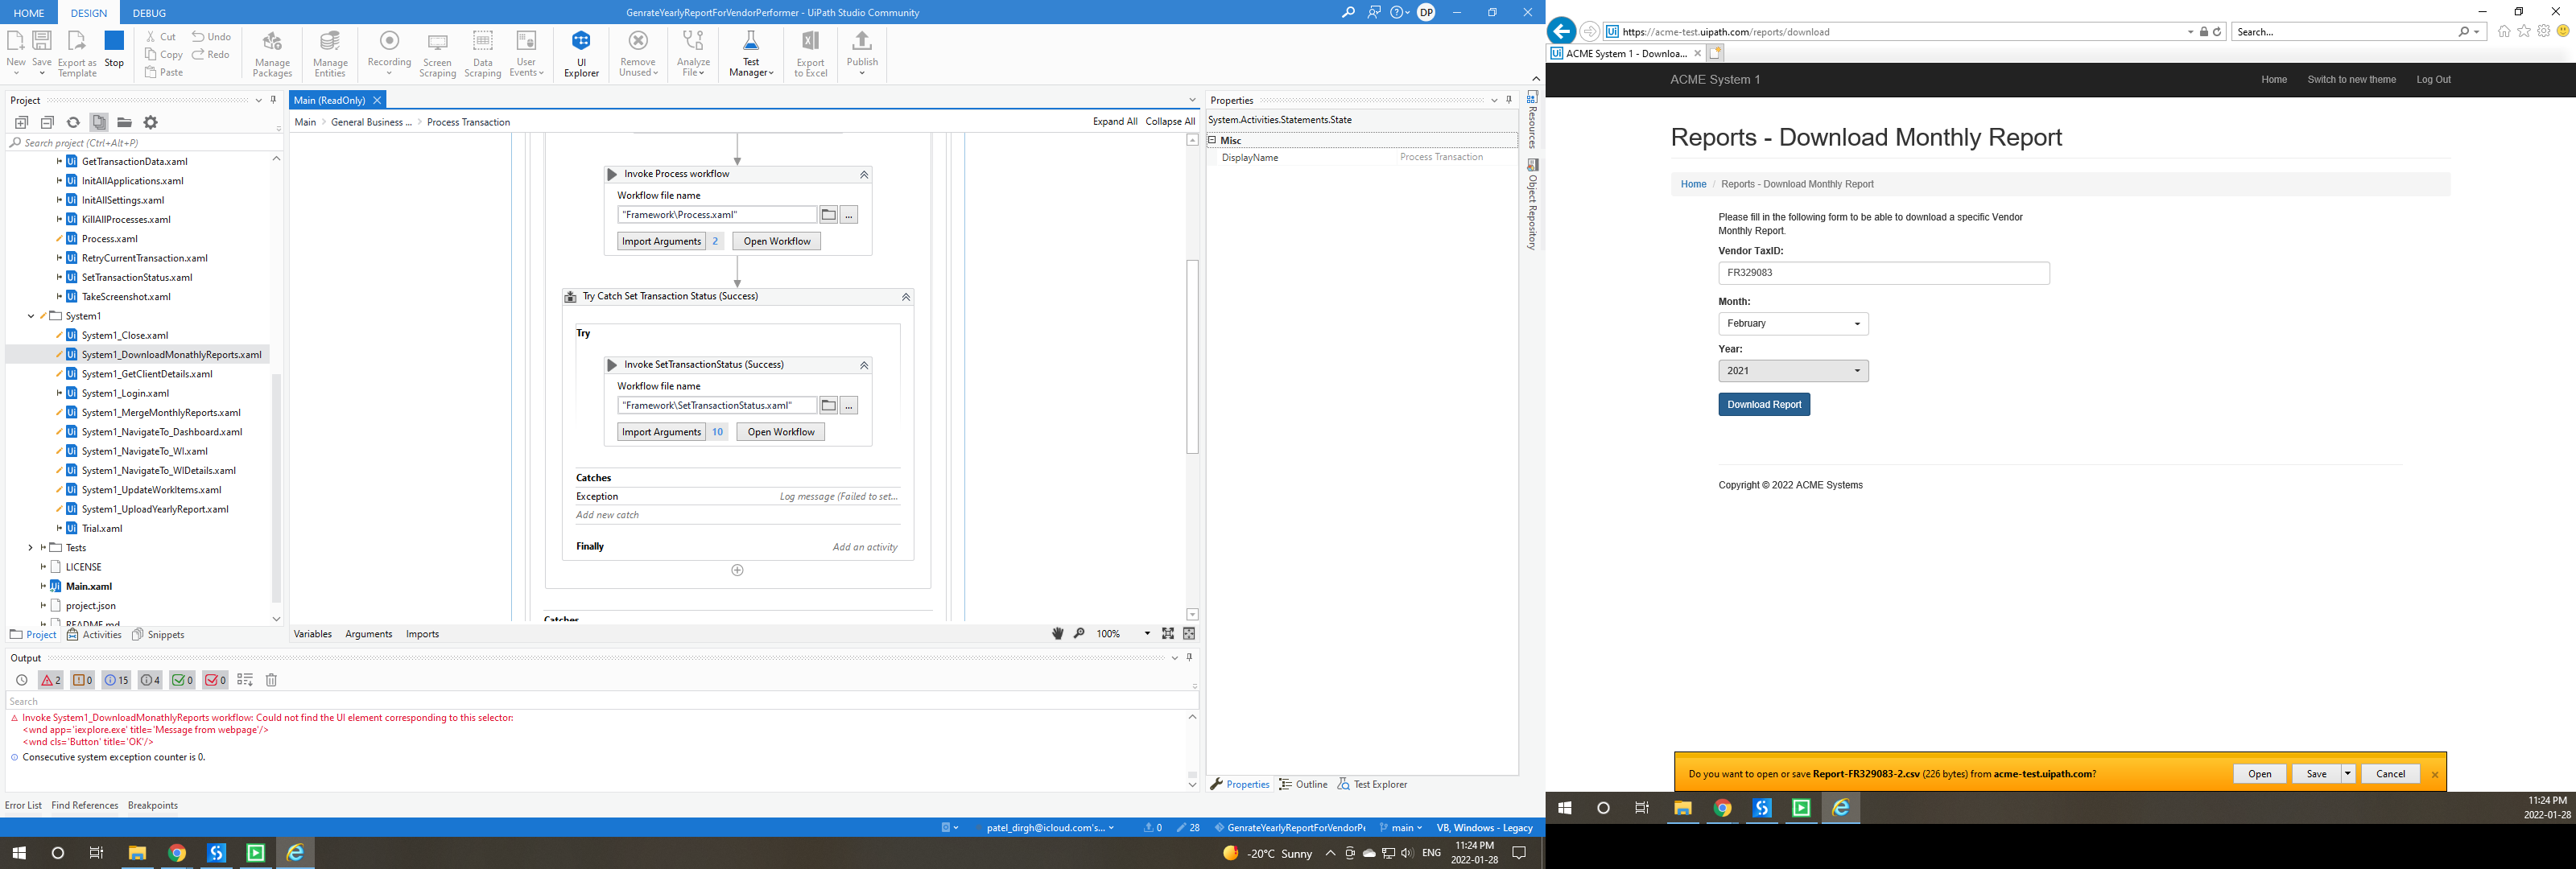 HOME DESIGN DEBUG
GenrateYearlyReportForVendorPerformer - UiPath Studio Community
DP
New Save Export as Template Stop
Cut Copy Paste Undo Redo
Manage Packages
Manage Entities
Recording
Screen Scraping
Data Scraping
User Events
UI Explorer
Remove Unused
Analyze File
Test Manager
Export to Excel
Publish
Project
Search project (Ctrl+Alt+P)
GetTransactionData.xaml
InitAllApplications.xaml
InitAllSettings.xaml
KillAllProcesses.xaml
Process.xaml
RetryCurrentTransaction.xaml
SetTransactionStatus.xaml
TakeScreenshot.xaml
System1
System1_Close.xaml
System1_DownloadMonathlyReports.xaml
System1_GetClientDetails.xaml
System1_Login.xaml
System1_MergeMonthlyReports.xaml
System1_NavigateTo_Dashboard.xaml
System1_NavigateTo_WI.xaml
System1_NavigateTo_WIDetails.xaml
System1_UpdateWorkItems.xaml
System1_UploadYearlyReport.xaml
Trial.xaml
Tests
LICENSE
Main.xaml
project.json
README.md
Project Activities Snippets
Main (ReadOnly)
Main > General Business ... > Process Transaction
Expand All Collapse All
Invoke Process workflow
Workflow file name
"Framework\Process.xaml"
...
Import Arguments 2 Open Workflow
Try Catch Set Transaction Status (Success)
Try
Invoke SetTransactionStatus (Success)
Workflow file name
"Framework\SetTransactionStatus.xaml"
...
Import Arguments 10 Open Workflow
Catches
Exception Log message (Failed to set...
Add new catch
Finally Add an activity
Catches
Variables Arguments Imports
100%
Properties
System.Activities.Statements.State
Misc
DisplayName Process Transaction
Properties Outline Test Explorer
Resources
Object Repository
Output
2 0 15 4 0 0
Search
Invoke System1_DownloadMonathlyReports workflow: Could not find the UI element corresponding to this selector:
<wnd app='iexplore.exe' title='Message from webpage'/>
<wnd cls='Button' title='OK'/>
Consecutive system exception counter is 0.
Error List Find References Breakpoints
patel_dirgh@icloud.com's... 0 28 GenrateYearlyReportForVendorPe main VB, Windows - Legacy
-20°C Sunny ENG 11:24 PM
2022-01-28
https://acme-test.uipath.com/reports/download
Search...
ACME System 1 - Downloa...
ACME System 1 Home Switch to new theme Log Out
Reports - Download Monthly Report
Home / Reports - Download Monthly Report
Please fill in the following form to be able to download a specific Vendor
Monthly Report.
Vendor TaxID:
FR329083
Month:
February
Year:
2021
Download Report
Copyright © 2022 ACME Systems
Do you want to open or save Report-FR329083-2.csv (226 bytes) from acme-test.uipath.com? Open Save Cancel
11:24 PM
2022-01-28